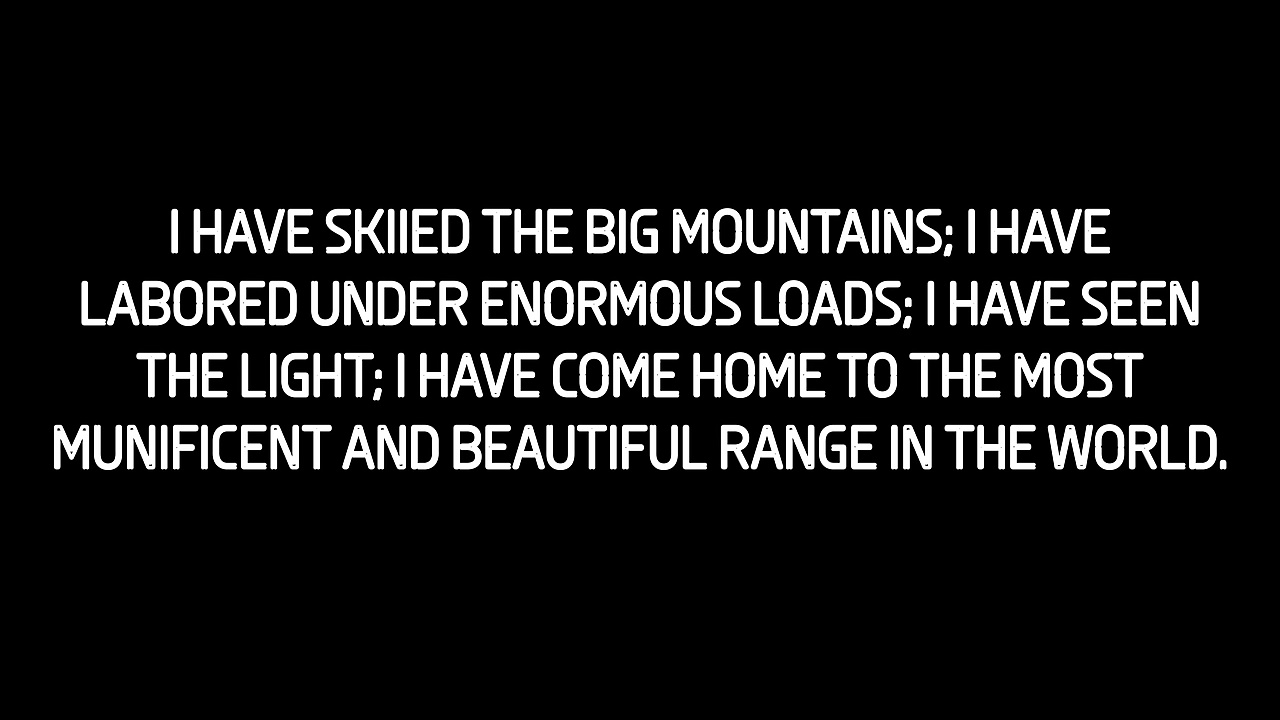 I HAVE SKIIED THE BIG MOUNTAINS; I HAVE
LABORED UNDER ENORMOUS LOADS; I HAVE SEEN
THE LIGHT; I HAVE COME HOME TO THE MOST
MUNIFICENT AND BEAUTIFUL RANGE IN THE WORLD.